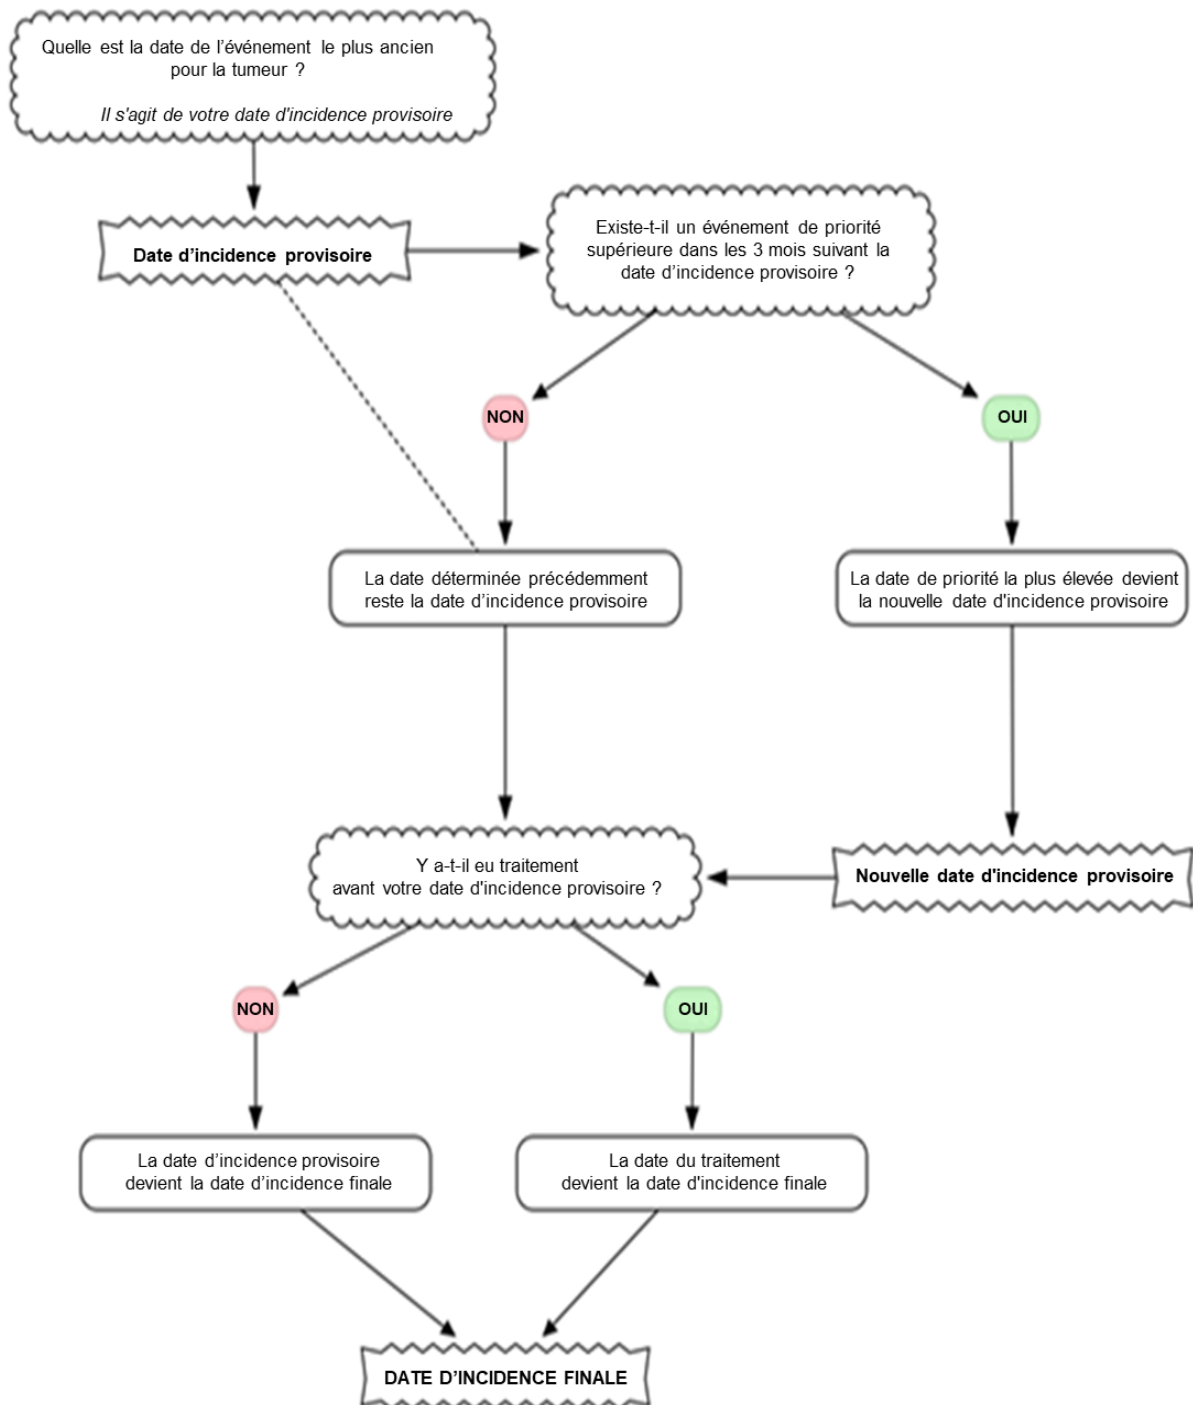 Quelle est la date de l’événement le plus ancien
pour la tumeur ?
Il s'agit de votre date d'incidence provisoire
Date d’incidence provisoire
Existe-t-il un événement de priorité
supérieure dans les 3 mois suivant la
date d’incidence provisoire ?
NON
OUI
La date déterminée précédemment
reste la date d’incidence provisoire
La date de priorité la plus élevée devient
la nouvelle date d'incidence provisoire
Y a-t-il eu traitement
avant votre date d'incidence provisoire ?
Nouvelle date d'incidence provisoire
NON
OUI
La date d’incidence provisoire
devient la date d’incidence finale
La date du traitement
devient la date d'incidence finale
DATE D’INCIDENCE FINALE